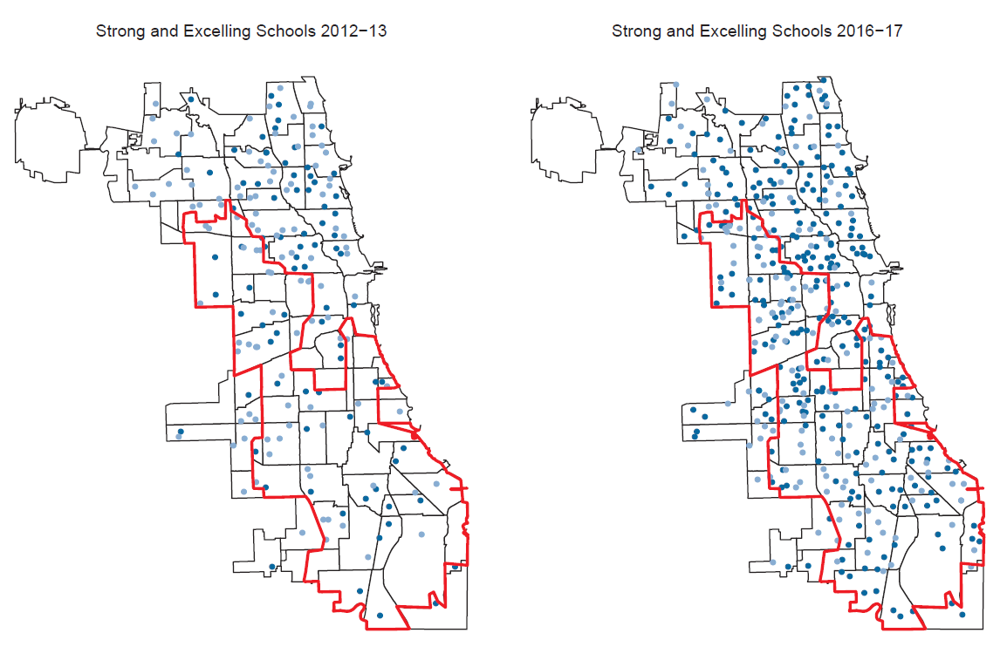 Strong and Excelling Schools 2012−13
Strong and Excelling Schools 2016−17